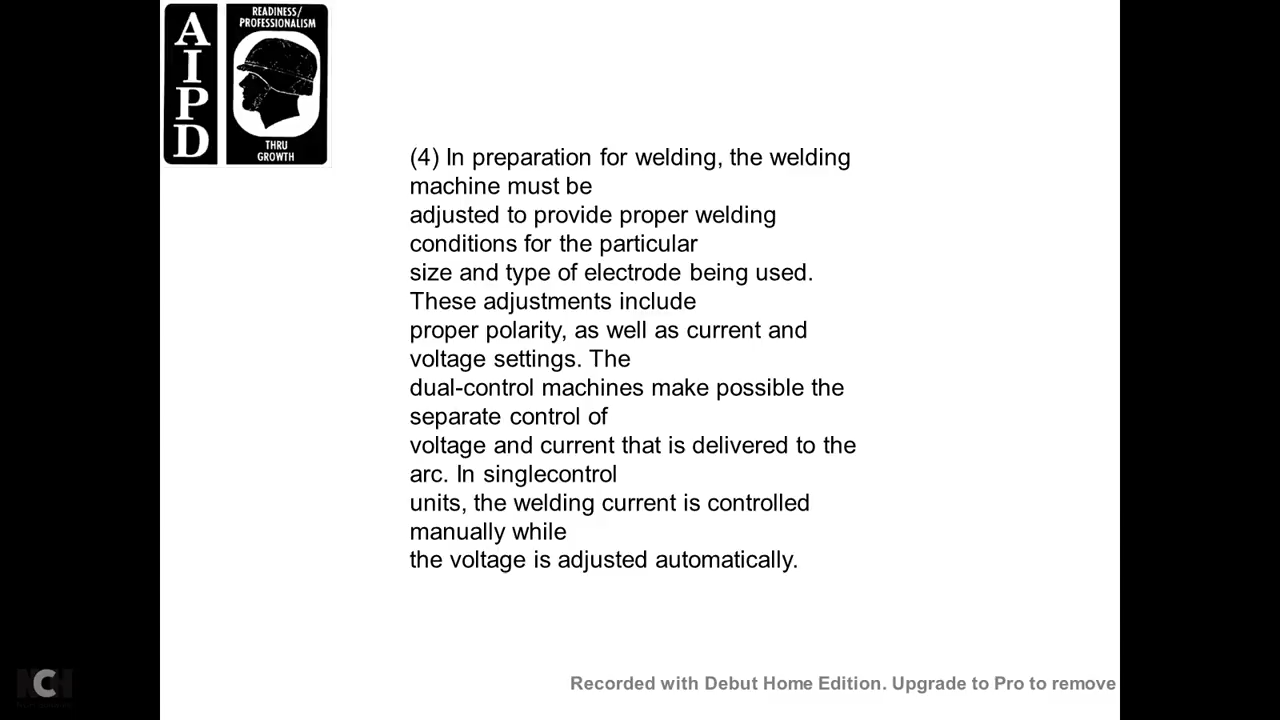 AIPD
READINESS/
PROFESSIONALISM
THRU
GROWTH
(4) In preparation for welding, the welding
machine must be
adjusted to provide proper welding
conditions for the particular
size and type of electrode being used.
These adjustments include
proper polarity, as well as current and
voltage settings. The
dual-control machines make possible the
separate control of
voltage and current that is delivered to the
arc. In singlecontrol
units, the welding current is controlled
manually while
the voltage is adjusted automatically.
NCH
Recorded with Debut Home Edition. Upgrade to Pro to remove